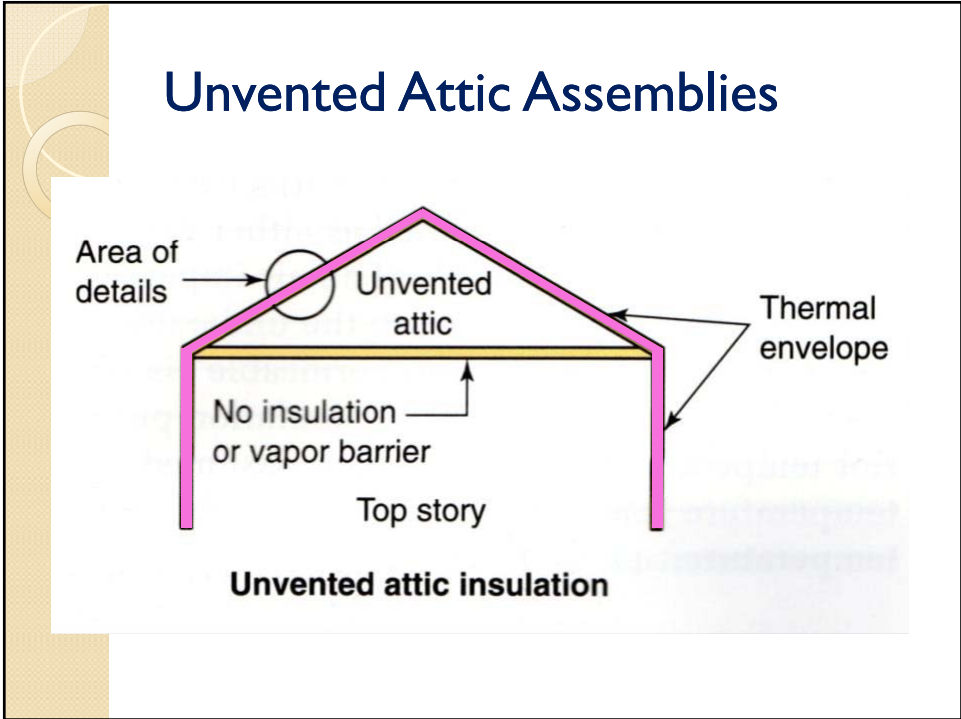 Unvented Attic Assemblies
Area of
details
Unvented
attic
Thermal
envelope
No insulation
or vapor barrier
Top story
Unvented attic insulation